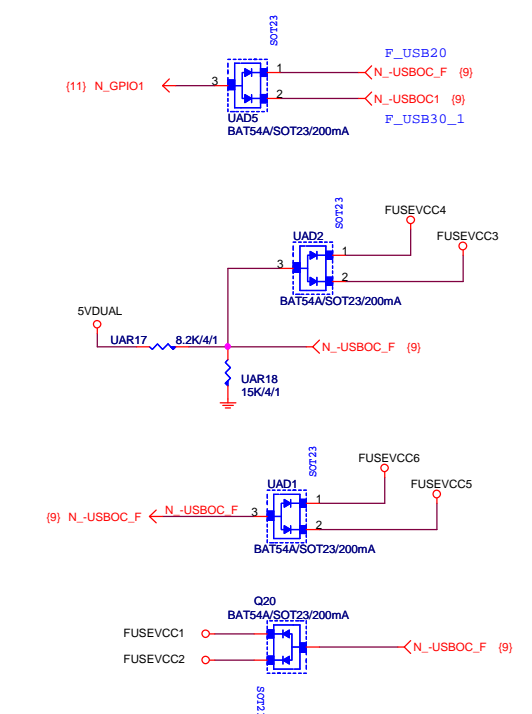 SOT23
F_USB20
1
N_-USBOC_F {9}
{11} N_GPIO1
3
2
N_-USBOC1 {9}
UAD5
F_USB30_1
BAT54A/SOT23/200mA
SOT23
FUSEVCC4
UAD2
FUSEVCC3
1
3
2
BAT54A/SOT23/200mA
5VDUAL
UAR17
8.2K/4/1
N_-USBOC_F {9}
UAR18
15K/4/1
SOT23
FUSEVCC6
UAD1
FUSEVCC5
1
{9} N_-USBOC_F
N_-USBOC_F
3
2
BAT54A/SOT23/200mA
Q20
BAT54A/SOT23/200mA
FUSEVCC1
N_-USBOC_F {9}
FUSEVCC2